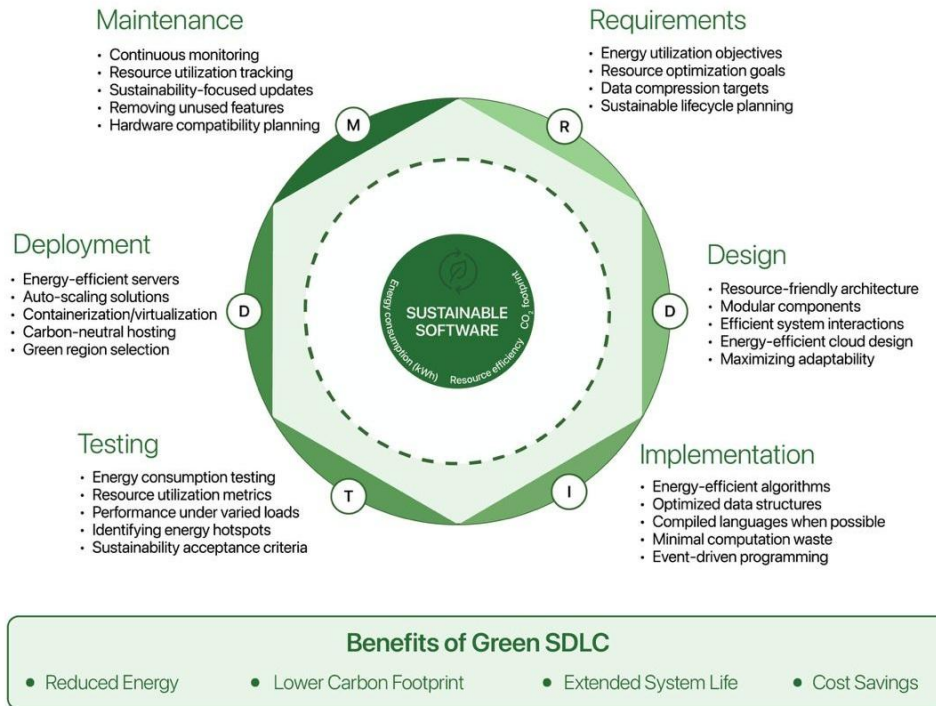 Maintenance
• Continuous monitoring
• Resource utilization tracking
• Sustainability-focused updates
• Removing unused features
• Hardware compatibility planning
M
Requirements
• Energy utilization objectives
• Resource optimization goals
• Data compression targets
• Sustainable lifecycle planning
R
Deployment
• Energy-efficient servers
• Auto-scaling solutions
• Containerization/virtualization
• Carbon-neutral hosting
• Green region selection
D
SUSTAINABLE
SOFTWARE
Energy consumption (kWh)
Resource efficiency
CO₂ footprint
Design
• Resource-friendly architecture
• Modular components
• Efficient system interactions
• Energy-efficient cloud design
• Maximizing adaptability
D
Testing
• Energy consumption testing
• Resource utilization metrics
• Performance under varied loads
• Identifying energy hotspots
• Sustainability acceptance criteria
T
Implementation
• Energy-efficient algorithms
• Optimized data structures
• Compiled languages when possible
• Minimal computation waste
• Event-driven programming
I
Benefits of Green SDLC
• Reduced Energy • Lower Carbon Footprint • Extended System Life • Cost Savings